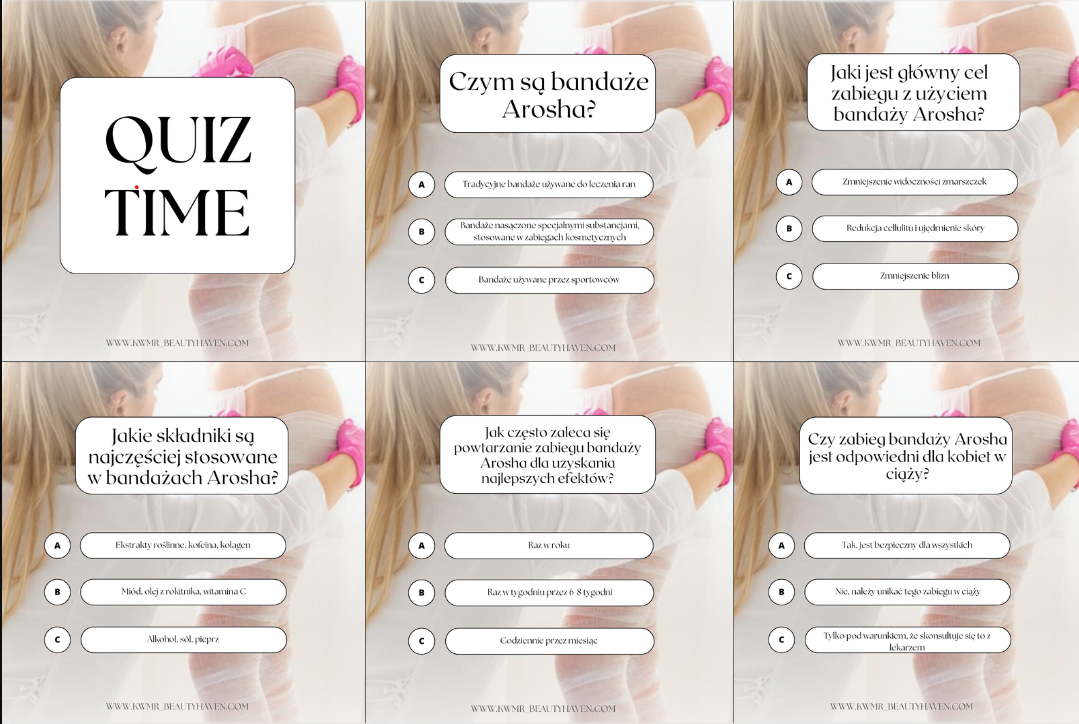 QUIZ
TIME
WWW.KWMR_BEAUTYHAVEN.COM
Czym są bandaże
Arosha?
A
Tradycyjne bandaże używane do leczenia ran
B
Bandaże nasączone specjalnymi substancjami,
stosowane w zabiegach kosmetycznych
C
Bandaże używane przez sportowców
WWW.KWMR_BEAUTYHAVEN.COM
Jaki jest główny cel
zabiegu z użyciem
bandaży Arosha?
A
Zmniejszenie widoczności zmarszczek
B
Redukcja cellulitu i ujędrnienie skóry
C
Zmniejszenie blizn
WWW.KWMR_BEAUTYHAVEN.COM
Jakie składniki są
najczęściej stosowane
w bandażach Arosha?
A
Ekstrakty roślinne, kofeina, kolagen
B
Miód, olej z rokitnika, witamina C
C
Alkohol, sól, pieprz
WWW.KWMR_BEAUTYHAVEN.COM
Jak często zaleca się
powtarzanie zabiegu bandaży
Arosha dla uzyskania
najlepszych efektów?
A
Raz w roku
B
Raz w tygodniu przez 6-8 tygodni
C
Codziennie przez miesiąc
WWW.KWMR_BEAUTYHAVEN.COM
Czy zabieg bandaży Arosha
jest odpowiedni dla kobiet w
ciąży?
A
Tak, jest bezpieczny dla wszystkich
B
Nie, należy unikać tego zabiegu w ciąży
C
Tylko pod warunkiem, że skonsultuje się to z
lekarzem
WWW.KWMR_BEAUTYHAVEN.COM